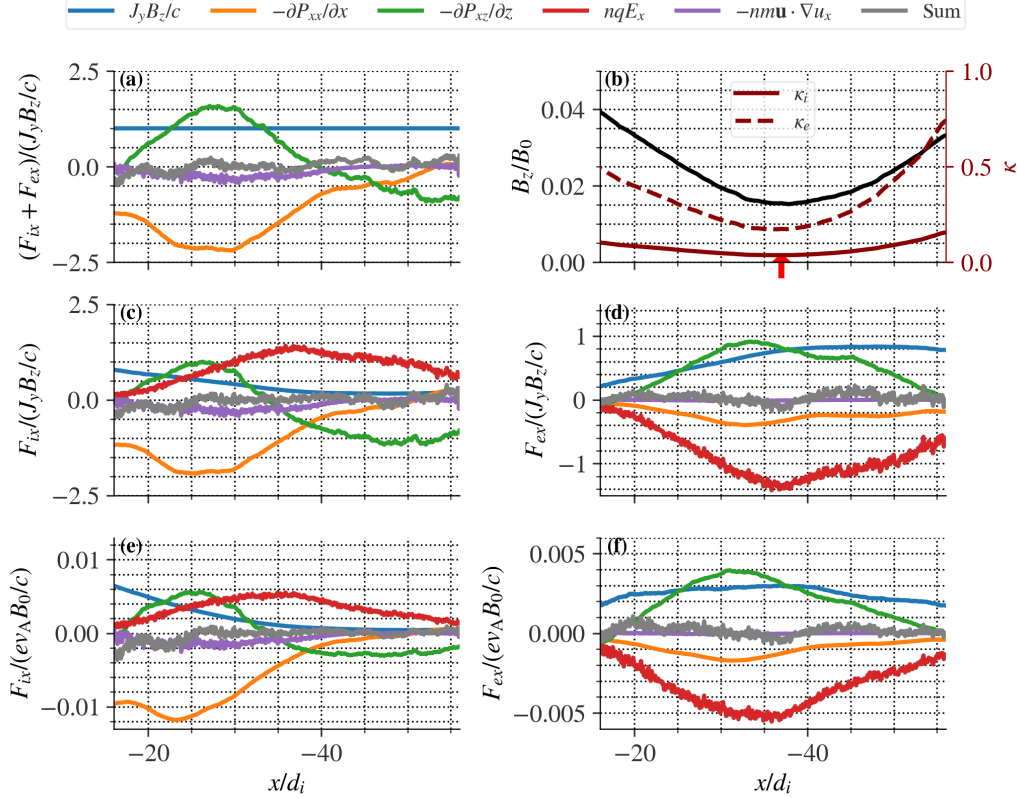 J_yB_z/c −∂P_xx/∂x −∂P_xz/∂z nqE_x −nm𝐮 · ∇u_x Sum
(a)
(F_ix + F_ex)/(J_yB_z/c)
2.5
0.0
−2.5
(b)
B_z/B_0
0.04
0.02
0.00
κ_i
κ_e
1.0
0.5
0.0
κ
(c)
F_ix/(J_yB_z/c)
2.5
0.0
−2.5
(d)
F_ex/(J_yB_z/c)
1
0
−1
(e)
F_ix/(ev_AB_0/c)
0.01
0.00
−0.01
−20 −40
x/d_i
(f)
F_ex/(ev_AB_0/c)
0.005
0.000
−0.005
−20 −40
x/d_i